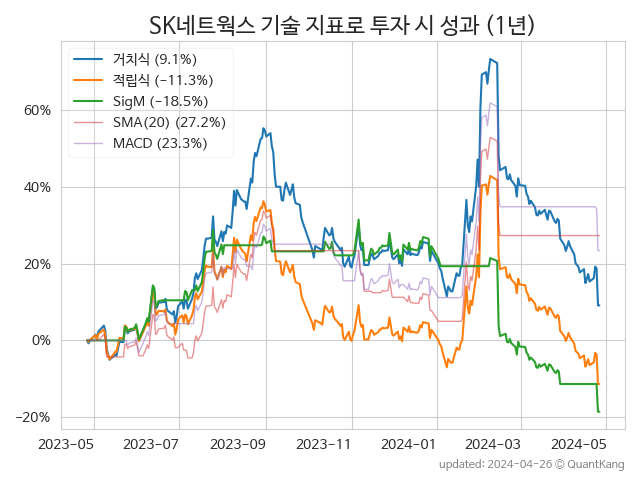 SK네트웍스 기술 지표로 투자 시 성과 (1년)
거치식 (9.1%)
적립식 (−11.3%)
SigM (−18.5%)
SMA(20) (27.2%)
MACD (23.3%)
60%
40%
20%
0%
−20%
2023-05 2023-07 2023-09 2023-11 2024-01 2024-03 2024-05
updated: 2024-04-26 © QuantKang